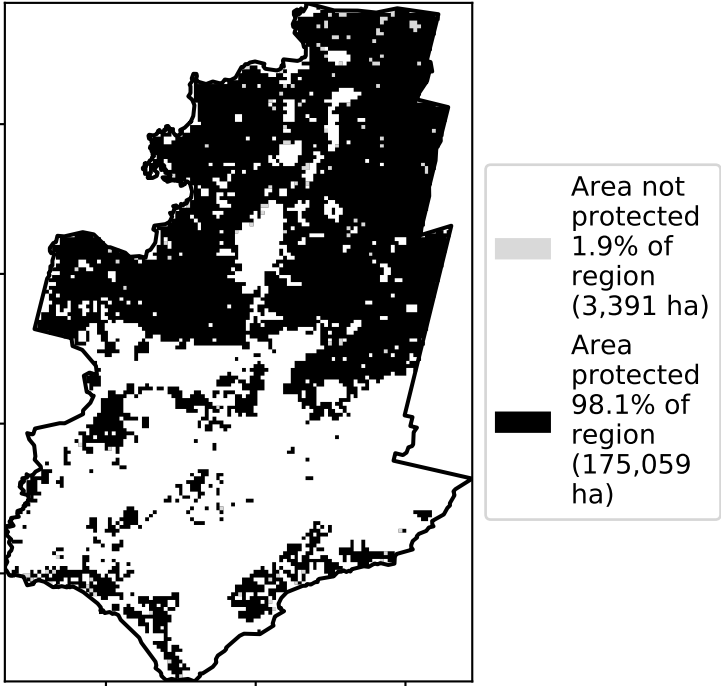 Area not
protected
1.9% of
region
(3,391 ha)
Area
protected
98.1% of
region
(175,059
ha)